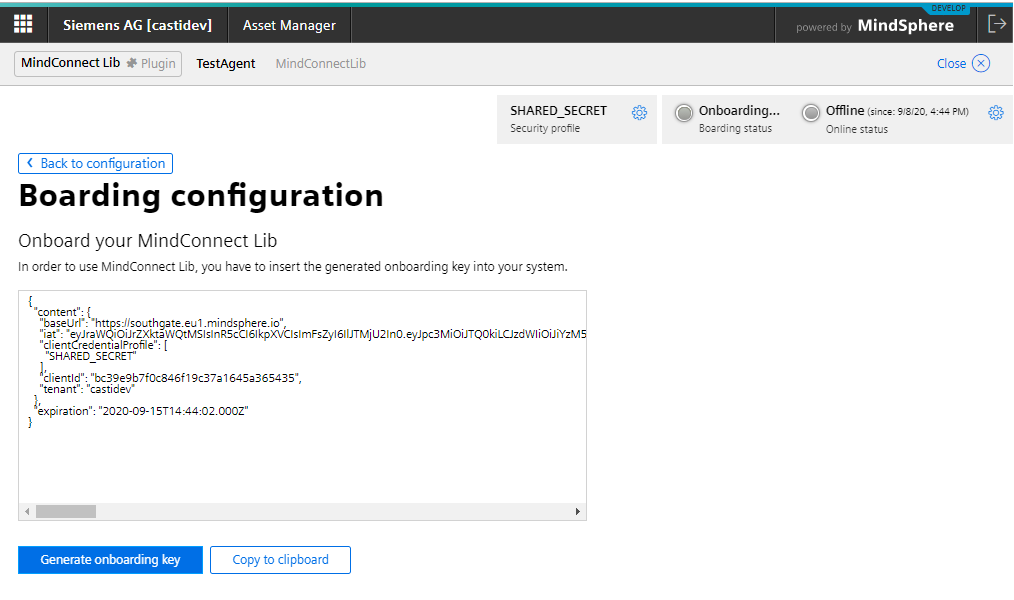 DEVELOP
Siemens AG [castidev] Asset Manager powered by MindSphere
MindConnect Lib Plugin TestAgent MindConnectLib Close
SHARED_SECRET
Security profile
Onboarding...
Boarding status
Offline (since: 9/8/20, 4:44 PM)
Online status
Back to configuration
Boarding configuration
Onboard your MindConnect Lib
In order to use MindConnect Lib, you have to insert the generated onboarding key into your system.
{
"content": {
"baseUrl": "https://southgate.eu1.mindsphere.io",
"iat": "eyJraWQiOiJrZXktaWQtMSIsInR5cCI6IkpXVCIsImFsZyI6IlJTMjU2In0.eyJpc3MiOiJTQ0kiLCJzdWIiOiJiYzM5
"clientCredentialProfile": [
"SHARED_SECRET"
],
"clientId": "bc39e9b7f0c846f19c37a1645a365435",
"tenant": "castidev"
},
"expiration": "2020-09-15T14:44:02.000Z"
}
Generate onboarding key Copy to clipboard